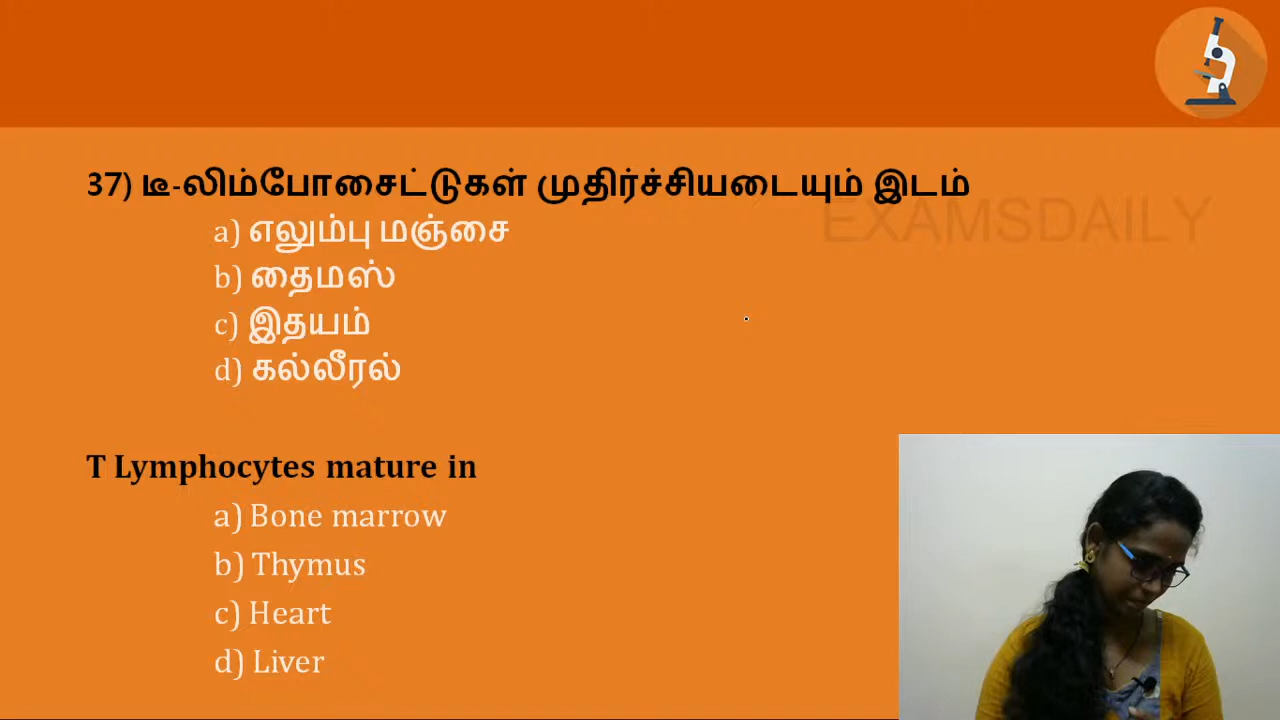 37) டீ-லிம்போசைட்டுகள் முதிர்ச்சியடையும் இடம்
EXAMSDAILY
a) எலும்பு மஞ்சை
b) தைமஸ்
c) இதயம்
d) கல்லீரல்
T Lymphocytes mature in
a) Bone marrow
b) Thymus
c) Heart
d) Liver